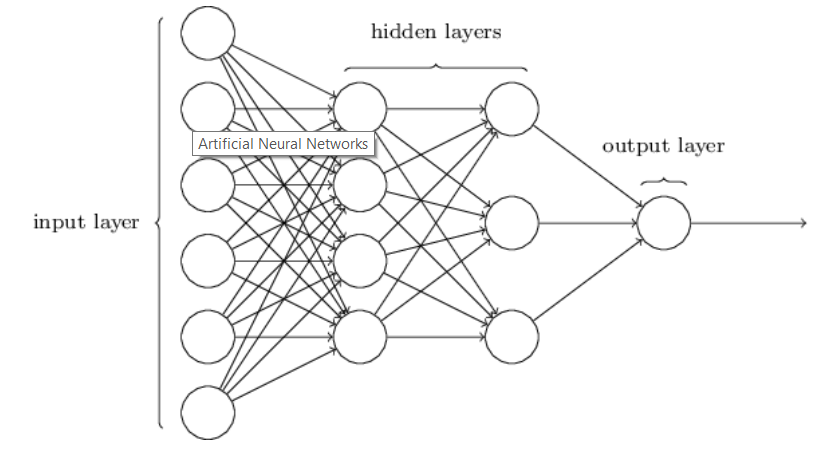 hidden layers
Artificial Neural Networks
output layer
input layer